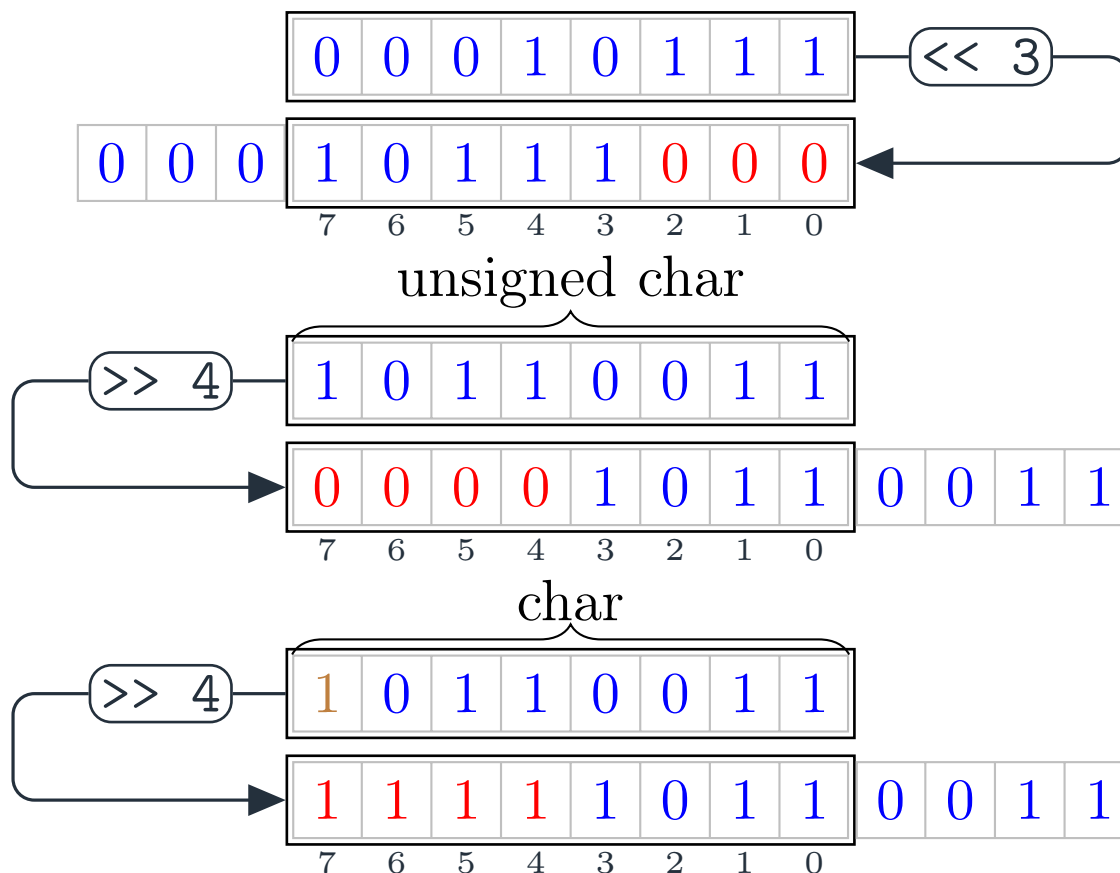 0 0 0 1 0 1 1 1 << 3
0 0 0 1 0 1 1 1 0 0 0
7 6 5 4 3 2 1 0
unsigned char
>> 4 1 0 1 1 0 0 1 1
0 0 0 0 1 0 1 1 0 0 1 1
7 6 5 4 3 2 1 0
char
>> 4 1 0 1 1 0 0 1 1
1 1 1 1 1 0 1 1 0 0 1 1
7 6 5 4 3 2 1 0